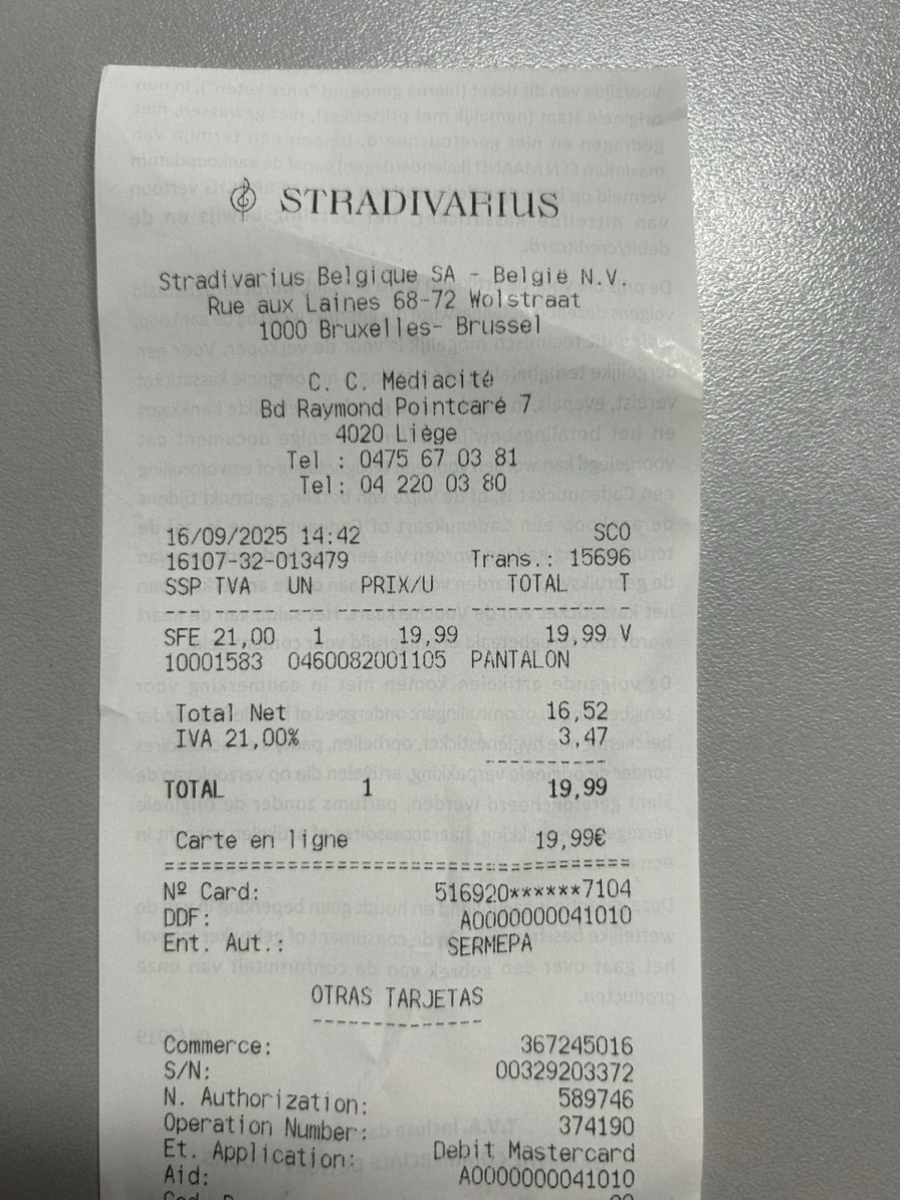 STRADIVARIUS
Stradivarius Belgique SA - België N.V.
Rue aux Laines 68-72 Wolstraat
1000 Bruxelles- Brussel
C. C. Médiacité
Bd Raymond Pointcaré 7
4020 Liège
Tel : 0475 67 03 81
Tel: 04 220 03 80
16/09/2025 14:42 SCO
16107-32-013479 Trans.: 15696
SSP TVA UN PRIX/U TOTAL T
SFE 21,00 1 19,99 19,99 V
10001583 0460082001105 PANTALON
Total Net 16,52
IVA 21,00% 3,47
TOTAL 1 19,99
Carte en ligne 19,99€
Nº Card: 516920******7104
DDF: A0000000041010
Ent. Aut.: SERMEPA
OTRAS TARJETAS
Commerce: 367245016
S/N: 00329203372
N. Authorization: 589746
Operation Number: 374190
Et. Application: Debit Mastercard
Aid: A0000000041010